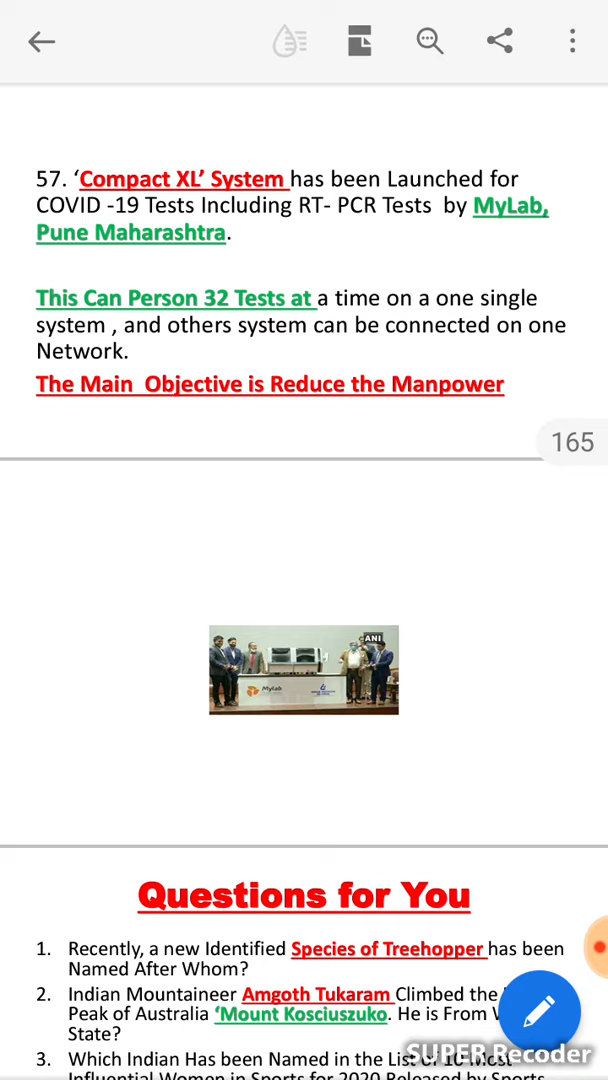 57. ‘Compact XL’ System has been Launched for
COVID -19 Tests Including RT- PCR Tests by MyLab,
Pune Maharashtra.
This Can Person 32 Tests at a time on a one single
system , and others system can be connected on one
Network.
The Main Objective is Reduce the Manpower
165
ANI
Mylab
Questions for You
1. Recently, a new Identified Species of Treehopper has been
Named After Whom?
2. Indian Mountaineer Amgoth Tukaram Climbed the
Peak of Australia ‘Mount Kosciuszko. He is From
State?
3. Which Indian Has been Named in the List of 10 Most
Influential Women in Sports for 2020 Released by Sports
SUPER Recoder